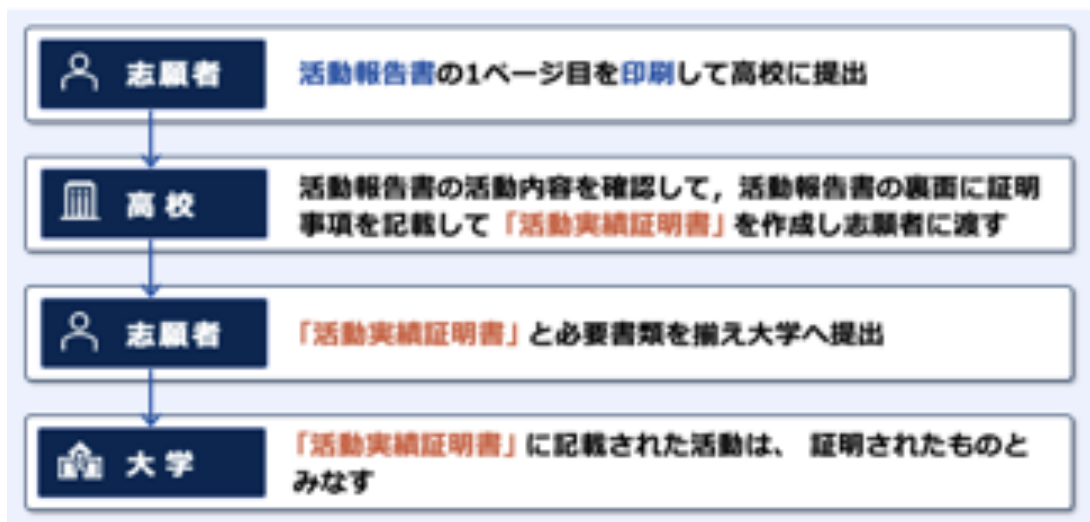 志願者
活動報告書の1ページ目を印刷して高校に提出
高校
活動報告書の活動内容を確認して，活動報告書の裏面に証明
事項を記載して「活動実績証明書」を作成し志願者に渡す
志願者
「活動実績証明書」と必要書類を揃え大学へ提出
大学
「活動実績証明書」に記載された活動は、 証明されたものと
みなす